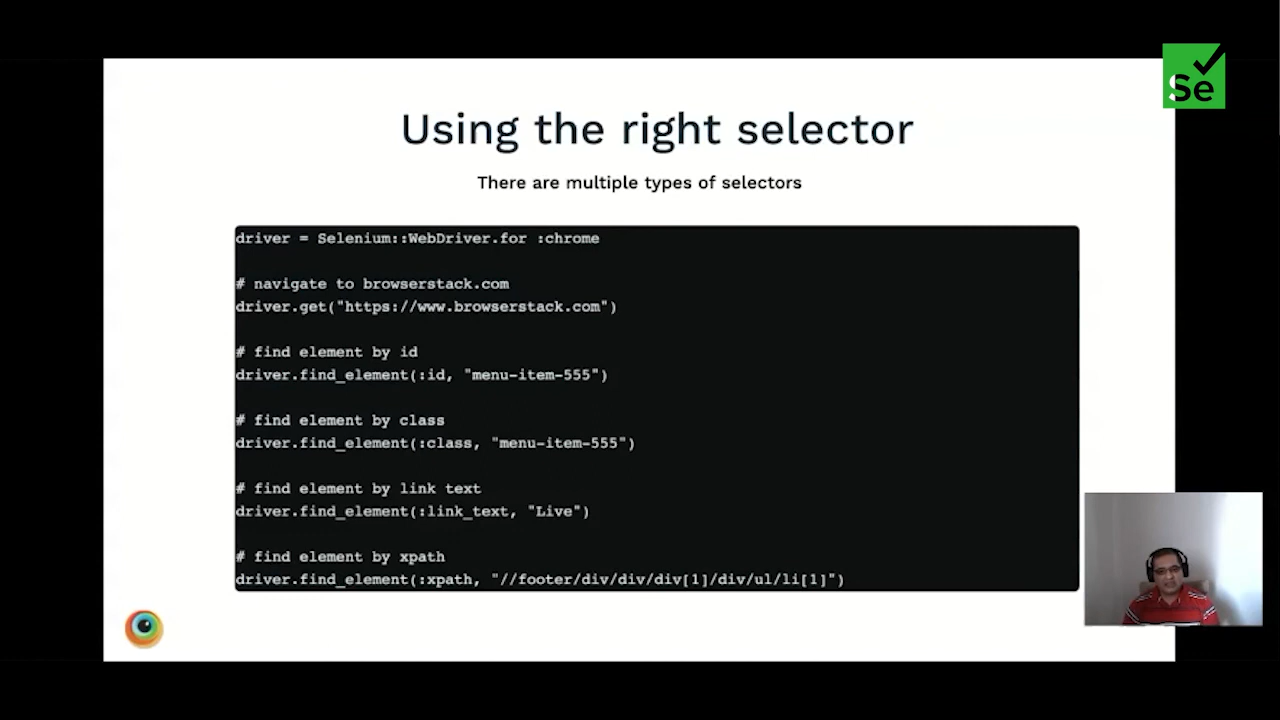 Se
Using the right selector
There are multiple types of selectors
driver = Selenium::WebDriver.for :chrome
# navigate to browserstack.com
driver.get("https://www.browserstack.com")
# find element by id
driver.find_element(:id, "menu-item-555")
# find element by class
driver.find_element(:class, "menu-item-555")
# find element by link text
driver.find_element(:link_text, "Live")
# find element by xpath
driver.find_element(:xpath, "//footer/div/div/div[1]/div/ul/li[1]")